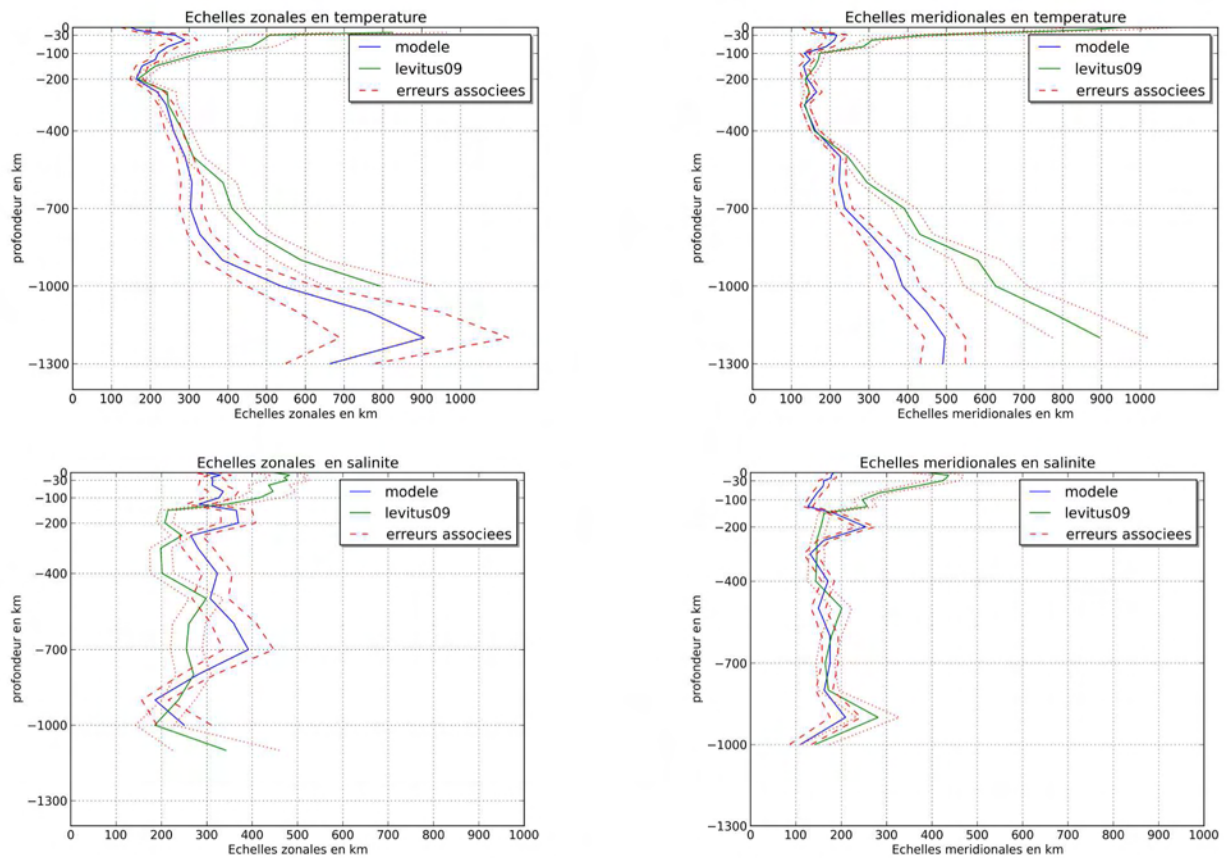 Echelles zonales en temperature
0
−30
−100
−200
−400
−700
−1000
−1300
profondeur en km
modele
levitus09
erreurs associees
0 100 200 300 400 500 600 700 800 900 1000
Echelles zonales en km
Echelles meridionales en temperature
0
−30
−100
−200
−400
−700
−1000
−1300
profondeur en km
modele
levitus09
erreurs associees
0 100 200 300 400 500 600 700 800 900 1000
Echelles meridionales en km
Echelles zonales en salinite
0
−30
−100
−200
−400
−700
−1000
−1300
profondeur en km
modele
levitus09
erreurs associees
0 100 200 300 400 500 600 700 800 900 1000
Echelles zonales en km
Echelles meridionales en salinite
0
−30
−100
−200
−400
−700
−1000
−1300
profondeur en km
modele
levitus09
erreurs associees
0 100 200 300 400 500 600 700 800 900 1000
Echelles meridionales en km